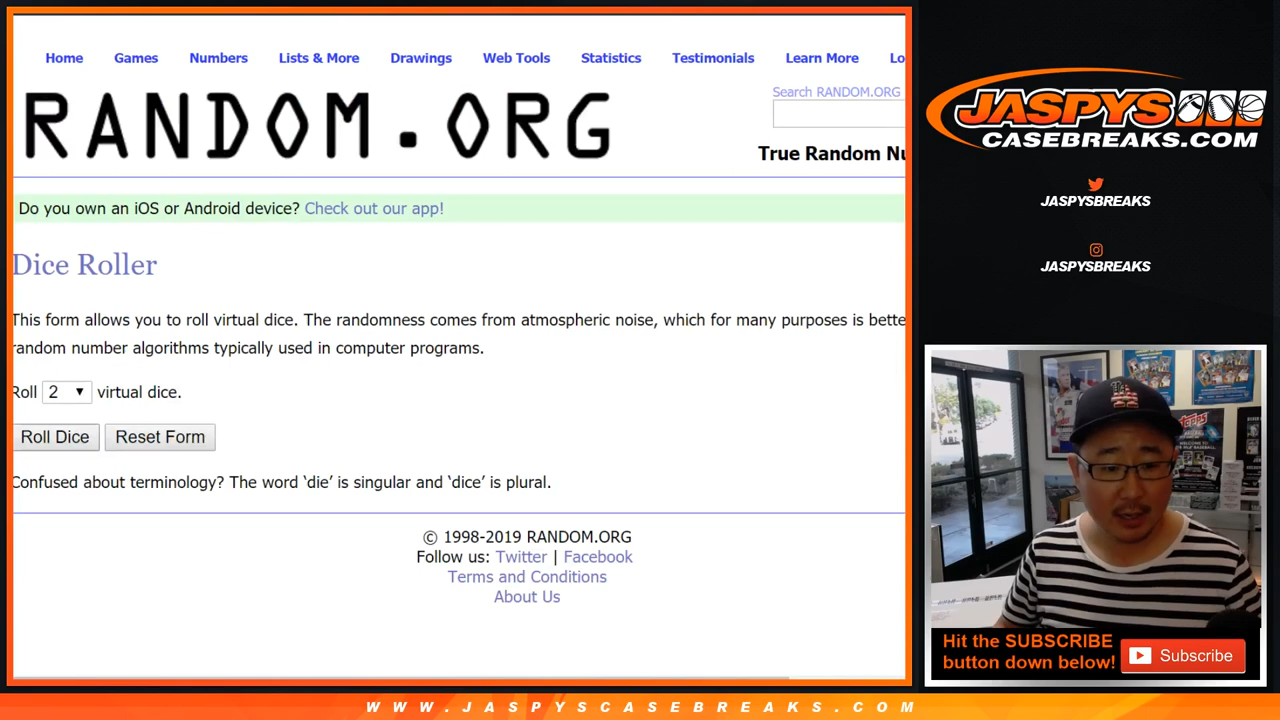 Home Games Numbers Lists & More Drawings Web Tools Statistics Testimonials Learn More Lo
RANDOM.ORG
Search RANDOM.ORG
True Random Nu
Do you own an iOS or Android device? Check out our app!
Dice Roller
This form allows you to roll virtual dice. The randomness comes from atmospheric noise, which for many purposes is bette
random number algorithms typically used in computer programs.
Roll 2 virtual dice.
Roll Dice Reset Form
Confused about terminology? The word ‘die’ is singular and ‘dice’ is plural.
© 1998-2019 RANDOM.ORG
Follow us: Twitter | Facebook
Terms and Conditions
About Us
JASPYS
CASEBREAKS.COM
JASPYSBREAKS
JASPYSBREAKS
TOPPS
Hit the SUBSCRIBE
button down below!
Subscribe
WWW.JASPYSCASEBREAKS.COM